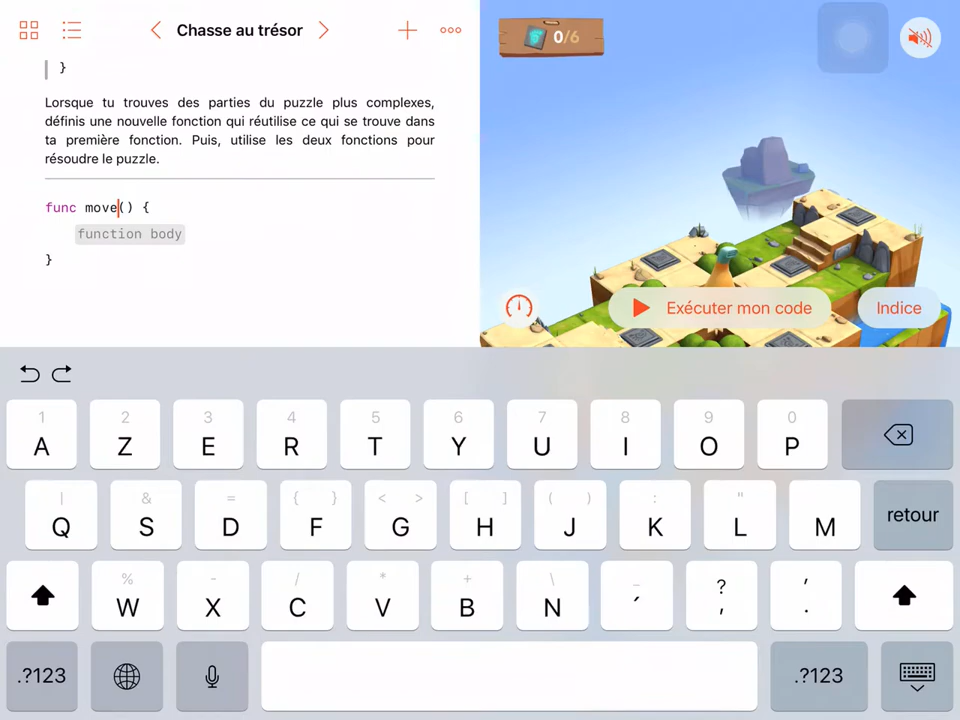 Chasse au trésor
0/6
}
Lorsque tu trouves des parties du puzzle plus complexes,
définis une nouvelle fonction qui réutilise ce qui se trouve dans
ta première fonction. Puis, utilise les deux fonctions pour
résoudre le puzzle.
func move() {
function body
}
Exécuter mon code
Indice
1 2 3 4 5 6 7 8 9 0
A Z E R T Y U I O P
| & = { } < > [ ] ( ) : "
Q S D F G H J K L M
retour
% - / * + \ _ ? ′
W X C V B N ´ , .
.?123
.?123